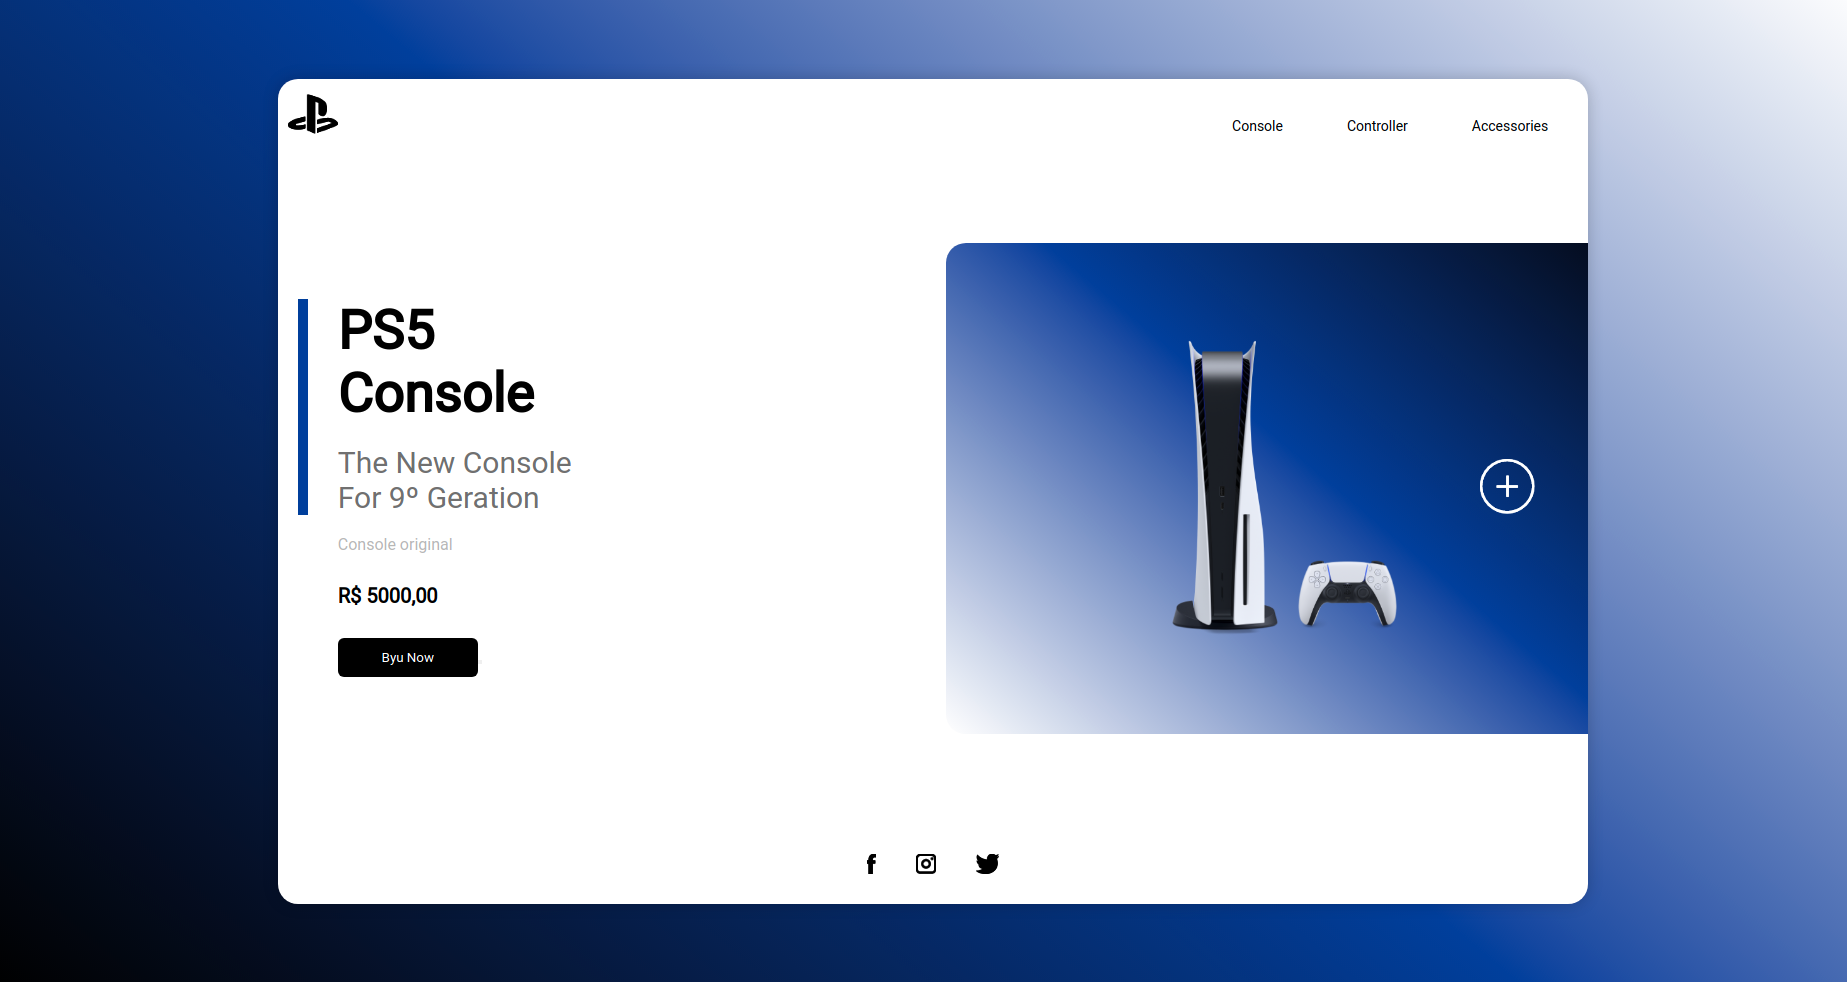 Console
Controller
Accessories
PS5
Console
The New Console
For 9º Geration
Console original
R$ 5000,00
Byu Now